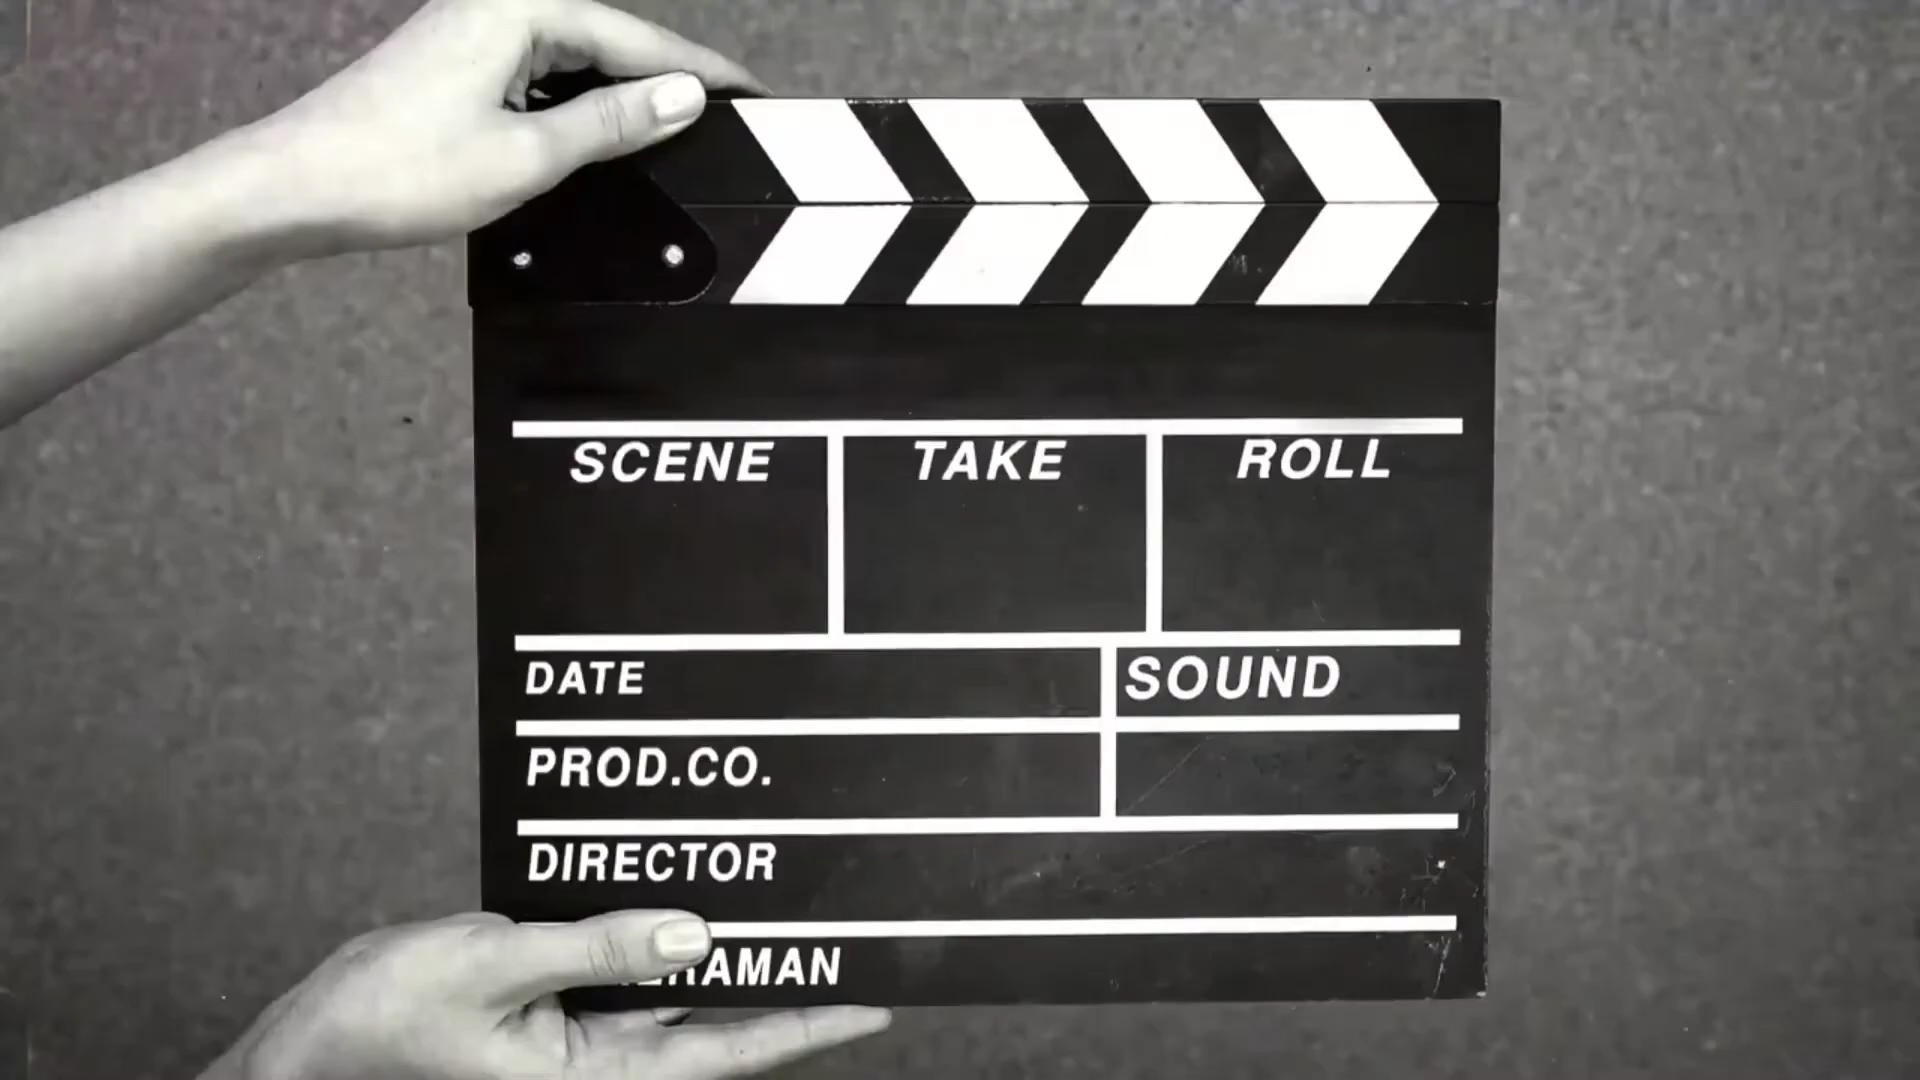 SCENE TAKE ROLL
DATE SOUND
PROD.CO.
DIRECTOR